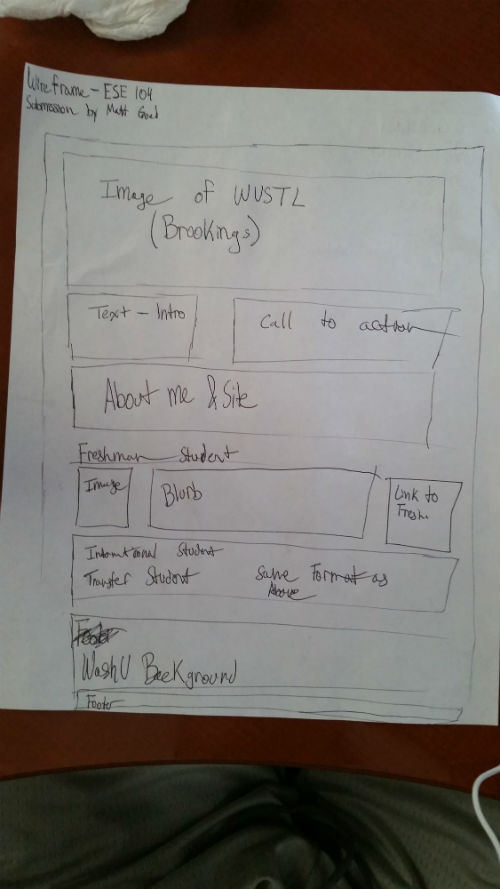 Wireframe - ESE 104
Submission by Matt
Image of WUSTL
(Brookings)
Text - Intro
Call to action
About me & Site
Freshman Student
Image
Blurb
Link to
Fresh.
International Student
Transfer Student
Same Format as
Above
Footer
WashU Background
Footer